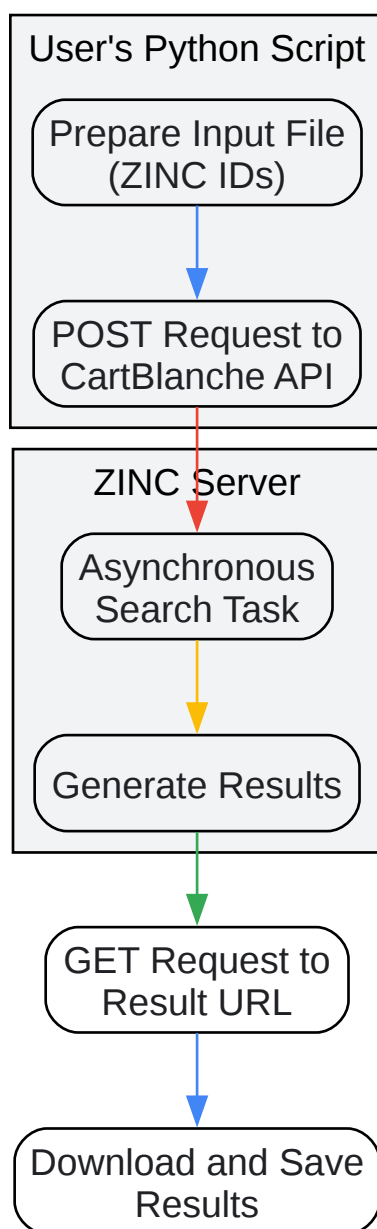 User's Python Script
Prepare Input File
(ZINC IDs)
POST Request to
CartBlanche API
ZINC Server
Asynchronous
Search Task
Generate Results
GET Request to
Result URL
Download and Save
Results